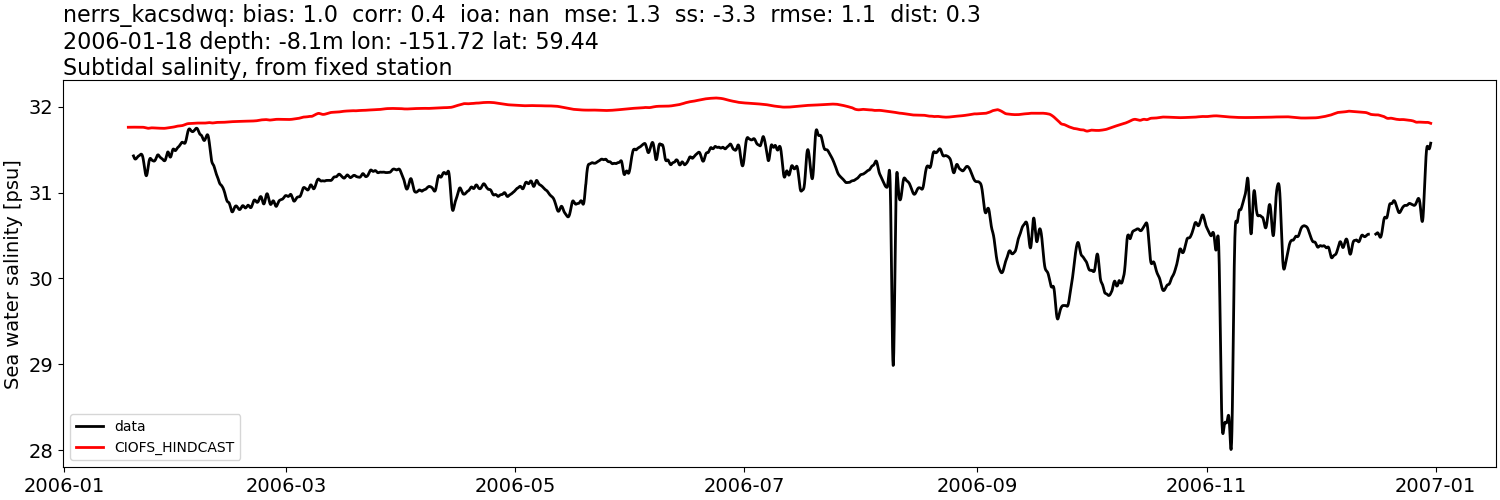 nerrs_kacsdwq: bias: 1.0  corr: 0.4  ioa: nan  mse: 1.3  ss: -3.3  rmse: 1.1  dist: 0.3
2006-01-18 depth: -8.1m lon: -151.72 lat: 59.44
Subtidal salinity, from fixed station
Sea water salinity [psu]
32
31
30
29
28
data
CIOFS_HINDCAST
2006-01
2006-03
2006-05
2006-07
2006-09
2006-11
2007-01